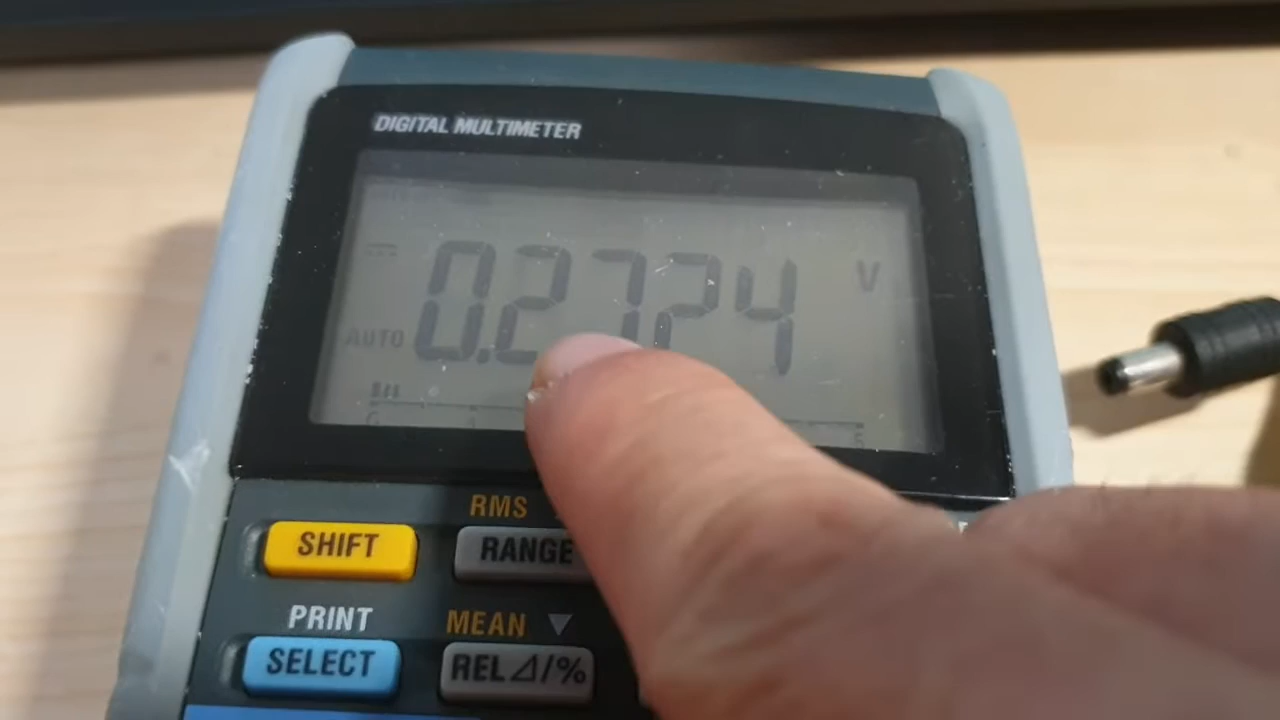 DIGITAL MULTIMETER
0.2724 V
AUTO
RMS
SHIFT RANGE
PRINT MEAN ▼
SELECT REL⊿/%